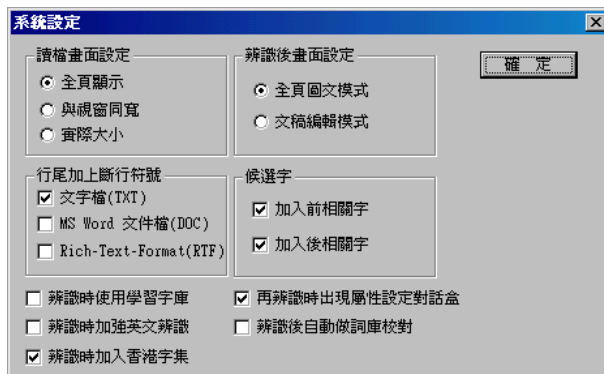 系統設定
讀檔畫面設定
全頁顯示
與視窗同寬
實際大小
辨識後畫面設定
全頁圖文模式
文稿編輯模式
確 定
行尾加上斷行符號
文字檔(TXT)
MS Word 文件檔(DOC)
Rich-Text-Format(RTF)
候選字
加入前相關字
加入後相關字
辨識時使用學習字庫
辨識時加強英文辨識
辨識時加入香港字集
再辨識時出現屬性設定對話盒
辨識後自動做詞庫校對